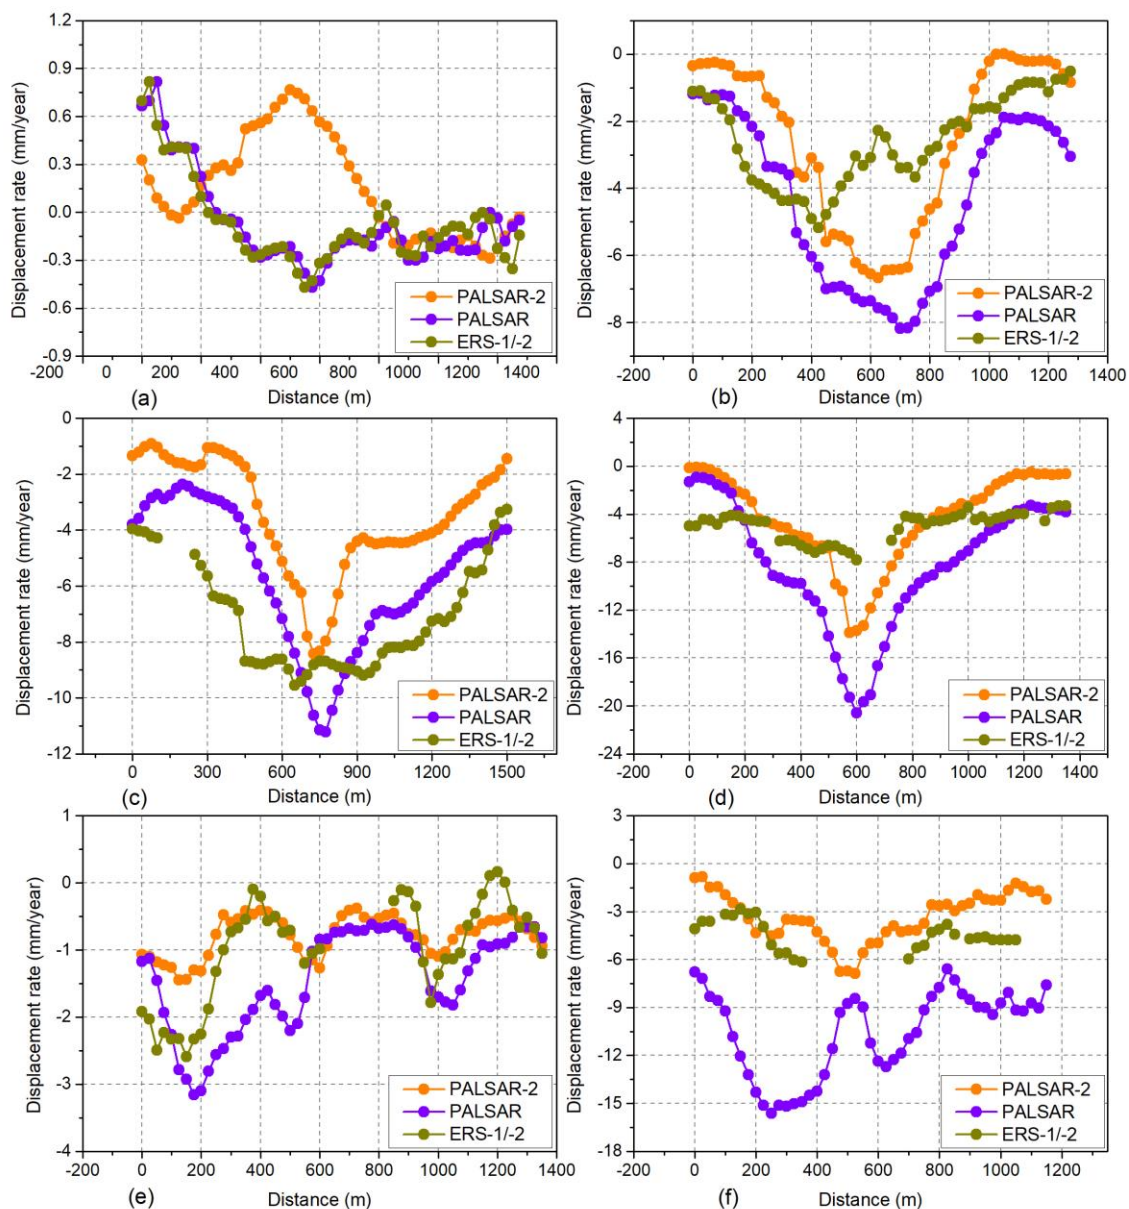 1.2
0.9
0.6
0.3
0.0
-0.3
-0.6
-0.9
Displacement rate (mm/year)
PALSAR-2
PALSAR
ERS-1/-2
-200 0 200 400 600 800 1000 1200 1400
(a) Distance (m)
0
-2
-4
-6
-8
Displacement rate (mm/year)
PALSAR-2
PALSAR
ERS-1/-2
-200 0 200 400 600 800 1000 1200 1400
(b) Distance (m)
0
-2
-4
-6
-8
-10
-12
Displacement rate (mm/year)
PALSAR-2
PALSAR
ERS-1/-2
0 300 600 900 1200 1500
(c) Distance (m)
4
0
-4
-8
-12
-16
-20
-24
Displacement rate (mm/year)
PALSAR-2
PALSAR
ERS-1/-2
-200 0 200 400 600 800 1000 1200 1400
(d) Distance (m)
1
0
-1
-2
-3
-4
Displacement rate (mm/year)
PALSAR-2
PALSAR
ERS-1/-2
-200 0 200 400 600 800 1000 1200
(e) Distance (m)
3
0
-3
-6
-9
-12
-15
-18
Displacement rate (mm/year)
PALSAR-2
PALSAR
ERS-1/-2
-200 0 200 400 600 800 1000 1200
(f) Distance (m)